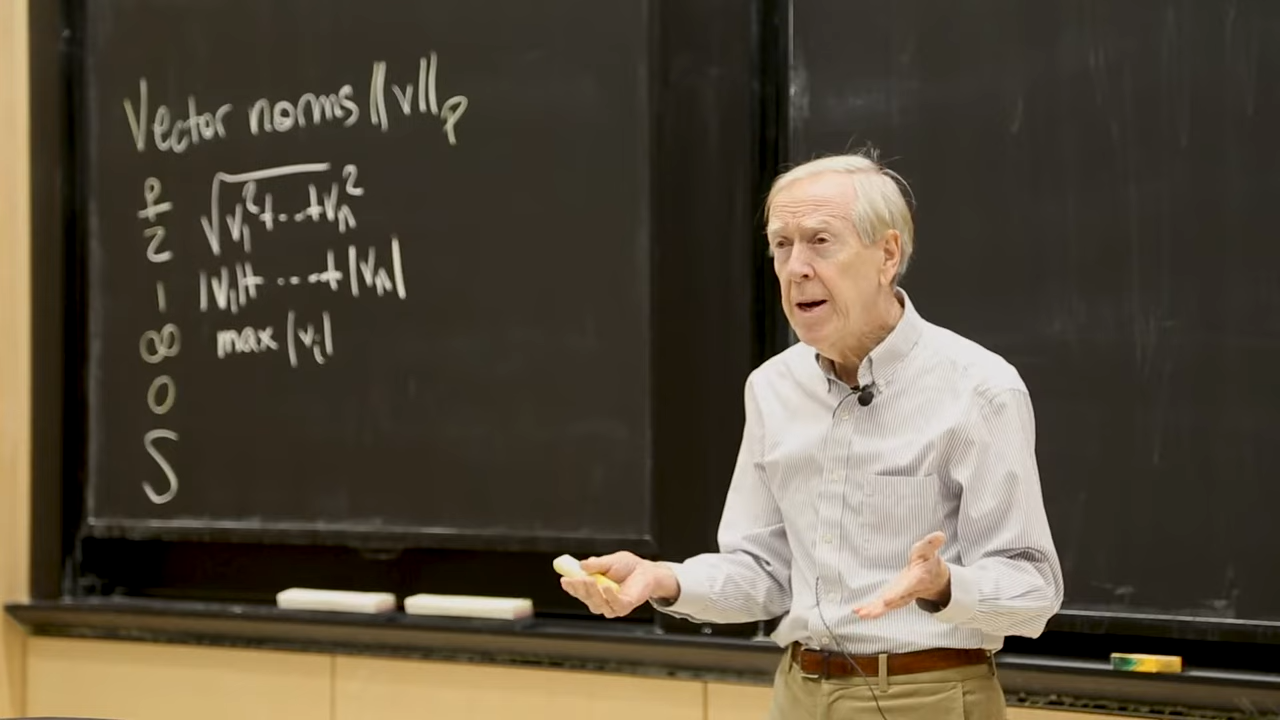 Vector norms ||v||p
p
2 √v₁²+...+vₙ²
1 |v₁|+...+|vₙ|
∞ max |vᵢ|
0
S